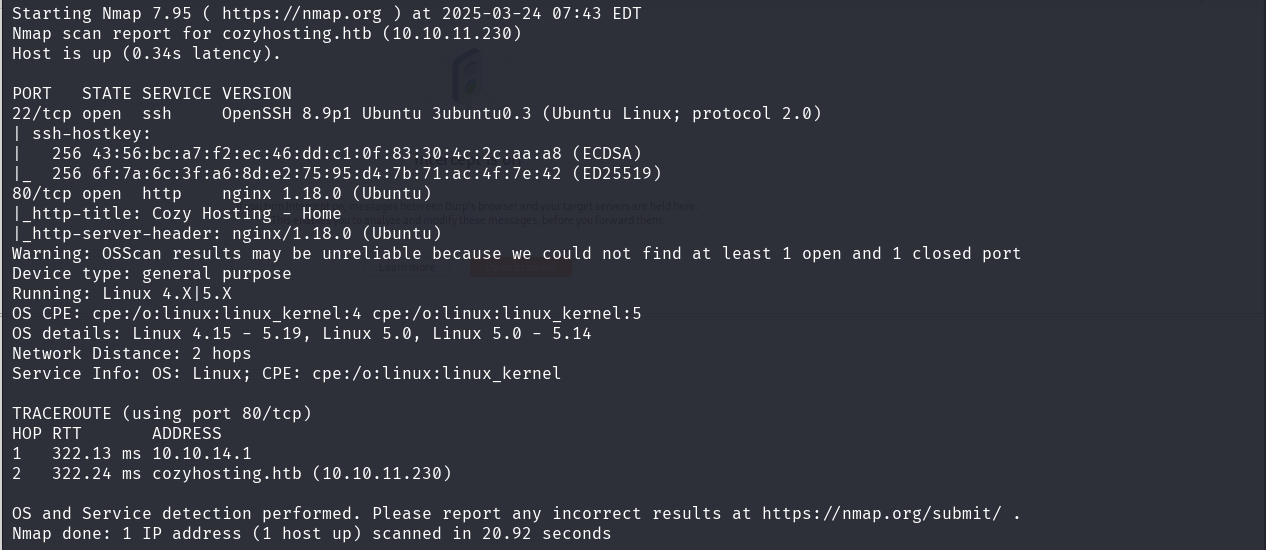 Starting Nmap 7.95 ( https://nmap.org ) at 2025-03-24 07:43 EDT
Nmap scan report for cozyhosting.htb (10.10.11.230)
Host is up (0.34s latency).
PORT   STATE SERVICE VERSION
22/tcp open  ssh     OpenSSH 8.9p1 Ubuntu 3ubuntu0.3 (Ubuntu Linux; protocol 2.0)
| ssh-hostkey:
|   256 43:56:bc:a7:f2:ec:46:dd:c1:0f:83:30:4c:2c:aa:a8 (ECDSA)
|_  256 6f:7a:6c:3f:a6:8d:e2:75:95:d4:7b:71:ac:4f:7e:42 (ED25519)
80/tcp open  http    nginx 1.18.0 (Ubuntu)
|_http-title: Cozy Hosting - Home
|_http-server-header: nginx/1.18.0 (Ubuntu)
Warning: OSScan results may be unreliable because we could not find at least 1 open and 1 closed port
Device type: general purpose
Learn more
Running: Linux 4.X|5.X
OS CPE: cpe:/o:linux:linux_kernel:4 cpe:/o:linux:linux_kernel:5
OS details: Linux 4.15 - 5.19, Linux 5.0, Linux 5.0 - 5.14
Network Distance: 2 hops
Service Info: OS: Linux; CPE: cpe:/o:linux:linux_kernel
TRACEROUTE (using port 80/tcp)
HOP RTT       ADDRESS
1   322.13 ms 10.10.14.1
2   322.24 ms cozyhosting.htb (10.10.11.230)
OS and Service detection performed. Please report any incorrect results at https://nmap.org/submit/ .
Nmap done: 1 IP address (1 host up) scanned in 20.92 seconds